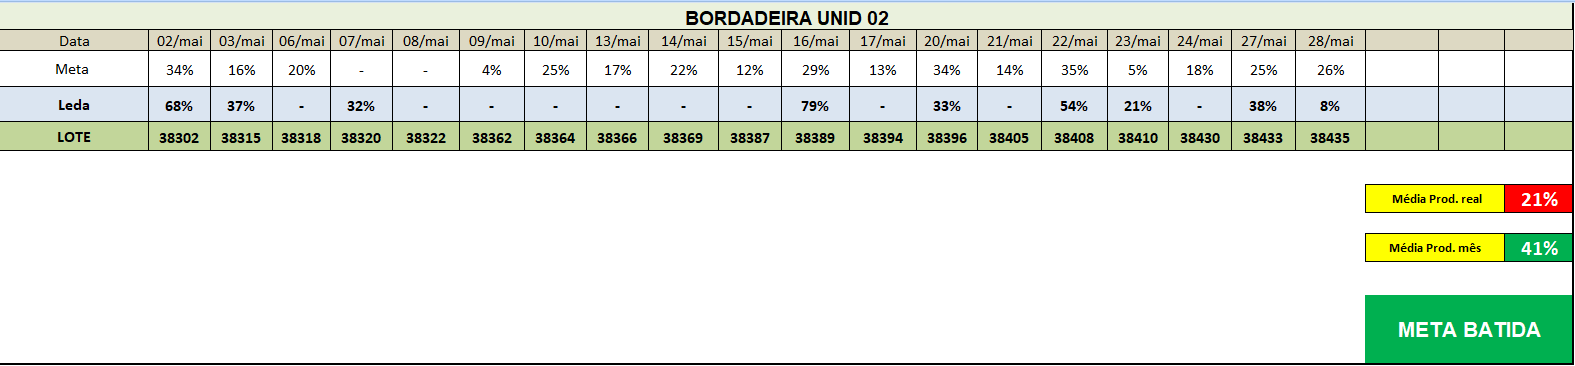 BORDADEIRA UNID 02
Data 02/mai 03/mai 06/mai 07/mai 08/mai 09/mai 10/mai 13/mai 14/mai 15/mai 16/mai 17/mai 20/mai 21/mai 22/mai 23/mai 24/mai 27/mai 28/mai
Meta 34% 16% 20% - - 4% 25% 17% 22% 12% 29% 13% 34% 14% 35% 5% 18% 25% 26%
Leda 68% 37% - 32% - - - - - - 79% - 33% - 54% 21% - 38% 8%
LOTE 38302 38315 38318 38320 38322 38362 38364 38366 38369 38387 38389 38394 38396 38405 38408 38410 38430 38433 38435
Média Prod. real 21%
Média Prod. mês 41%
META BATIDA